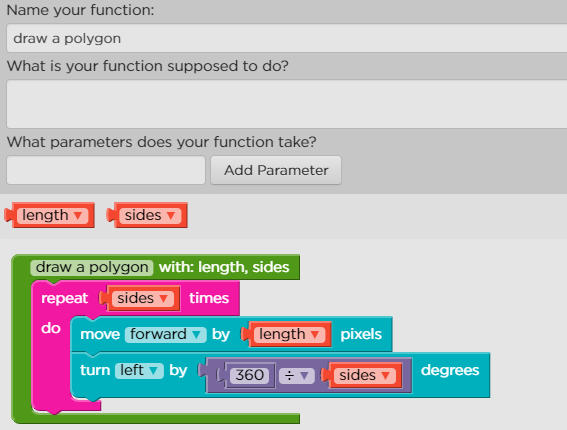 Name your function:
draw a polygon
What is your function supposed to do?
What parameters does your function take?
Add Parameter
length ▼ sides ▼
draw a polygon with: length, sides
repeat sides ▼ times
do move forward ▼ by length ▼ pixels
turn left ▼ by 360 ÷ ▼ sides ▼ degrees